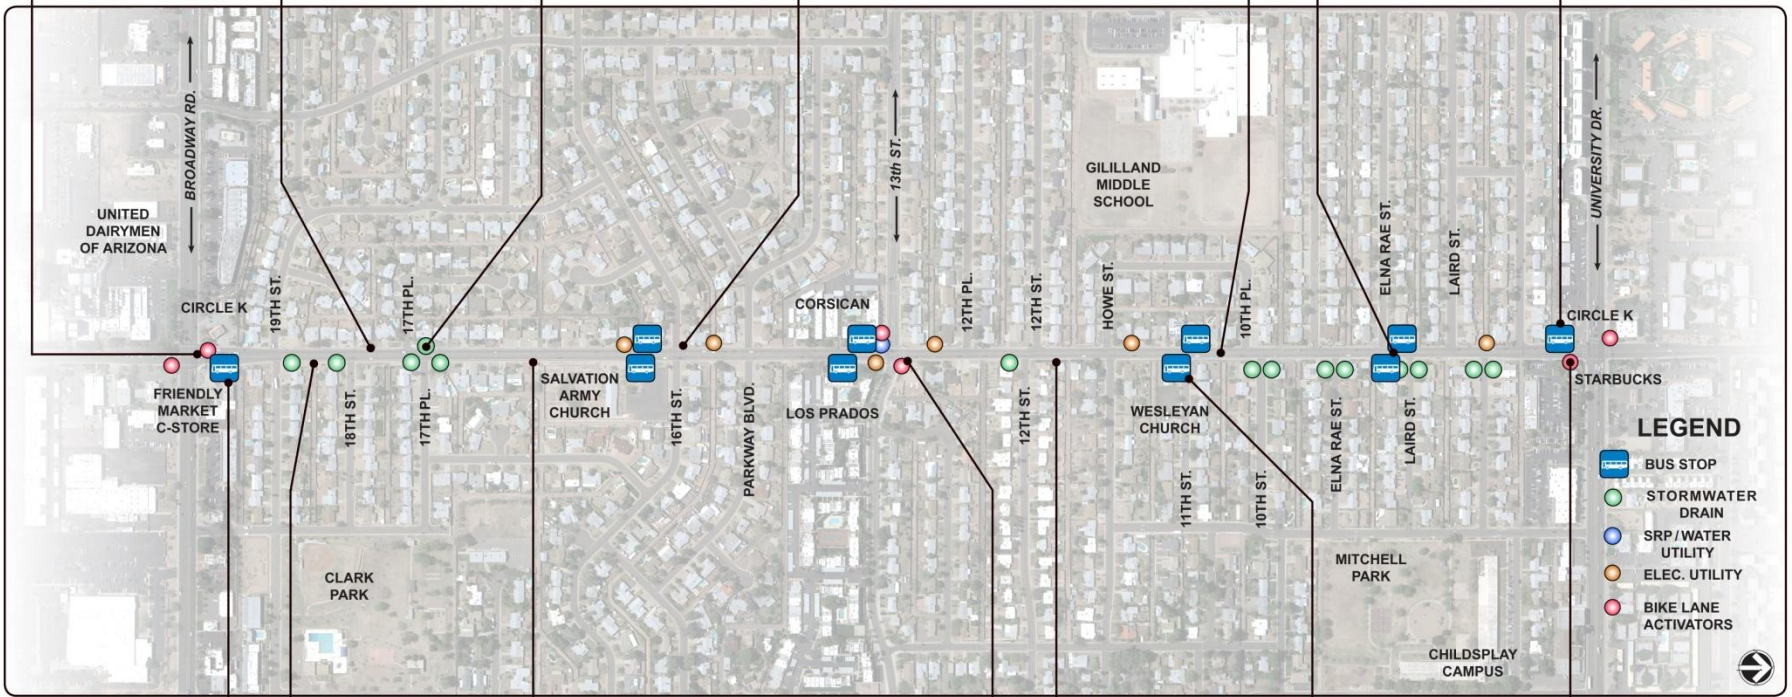 BROADWAY RD.
13th ST.
UNIVERSITY DR.
GILILLAND
MIDDLE
SCHOOL
UNITED
DAIRYMEN
OF ARIZONA
ELNA RAE ST.
LAIRD ST.
CIRCLE K
19TH ST.
17TH PL.
CORSICAN
12TH PL.
12TH ST.
HOWE ST.
10TH PL.
CIRCLE K
FRIENDLY
MARKET
C-STORE
18TH ST.
17TH PL.
SALVATION
ARMY
CHURCH
16TH ST.
PARKWAY BLVD.
LOS PRADOS
12TH ST.
WESLEYAN
CHURCH
11TH ST.
10TH ST.
ELNA RAE ST.
LAIRD ST.
STARBUCKS
CLARK
PARK
MITCHELL
PARK
CHILDSPLAY
CAMPUS
LEGEND
BUS STOP
STORMWATER
DRAIN
SRP / WATER
UTILITY
ELEC. UTILITY
BIKE LANE
ACTIVATORS